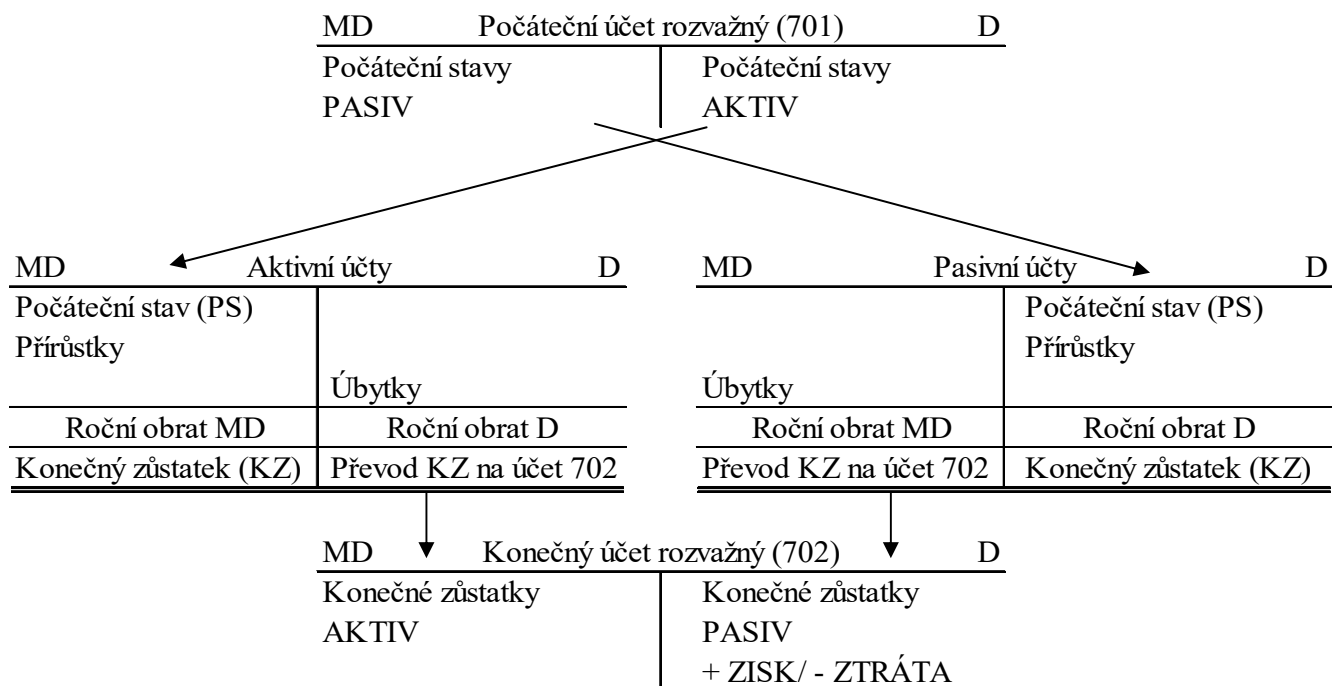 MD Počáteční účet rozvažný (701) D
Počáteční stavy Počáteční stavy
PASIV AKTIV
MD Aktivní účty D MD Pasivní účty D
Počáteční stav (PS) Počáteční stav (PS)
Přírůstky Přírůstky
Úbytky Úbytky
Roční obrat MD Roční obrat D Roční obrat MD Roční obrat D
Konečný zůstatek (KZ) Převod KZ na účet 702 Převod KZ na účet 702 Konečný zůstatek (KZ)
MD Konečný účet rozvažný (702) D
Konečné zůstatky Konečné zůstatky
AKTIV PASIV
+ ZISK/ - ZTRÁTA